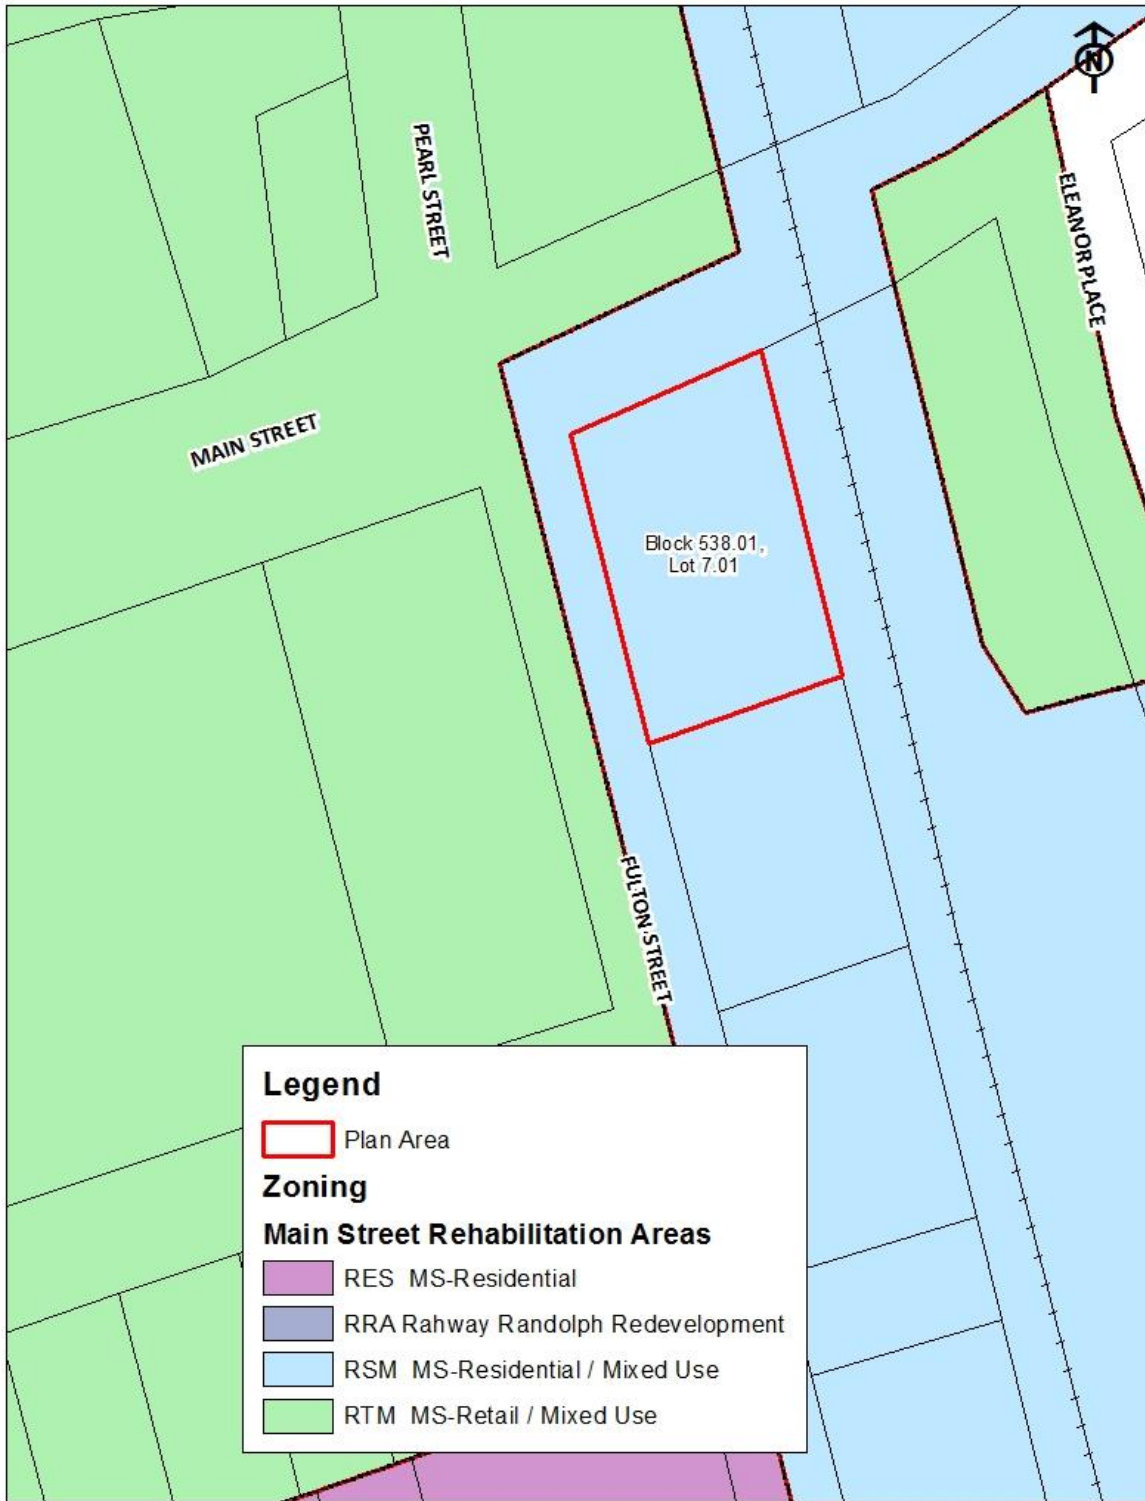 N
PEARL STREET
ELEANOR PLACE
MAIN STREET
Block 538.01,
Lot 7.01
FULTON STREET
Legend
Plan Area
Zoning
Main Street Rehabilitation Areas
RES MS-Residential
RRA Rahway Randolph Redevelopment
RSM MS-Residential / Mixed Use
RTM MS-Retail / Mixed Use